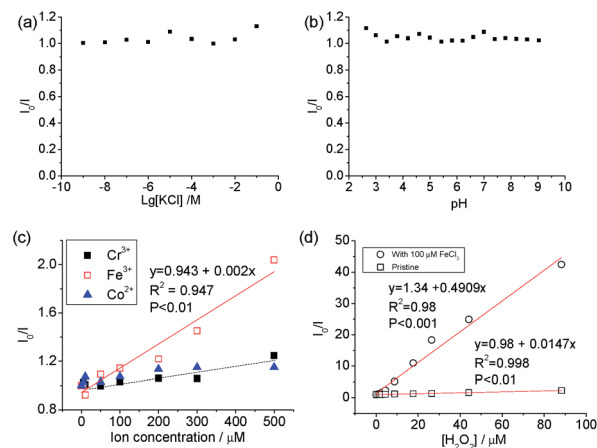 (a)
1.2
1.0
0.8
0.6
0.4
0.2
0.0
I₀/I
-10 -8 -6 -4 -2 0
Lg[KCl] /M
(b)
1.2
1.0
0.8
0.6
0.4
0.2
0.0
I₀/I
2 3 4 5 6 7 8 9 10
pH
(c)
Cr³⁺
Fe³⁺
Co²⁺
y=0.943 + 0.002x
R² = 0.947
P<0.01
2.4
2.0
1.6
1.2
0.8
I₀/I
0 100 200 300 400 500
Ion concentration / μM
(d)
With 100 μM FeCl₃
Pristine
y=1.34 +0.4909x
R²=0.98
P<0.001
y=0.98 +0.0147x
R²=0.998
P<0.01
50
40
30
20
10
0
I₀/I
0 20 40 60 80 100
[H₂O₂] / μM